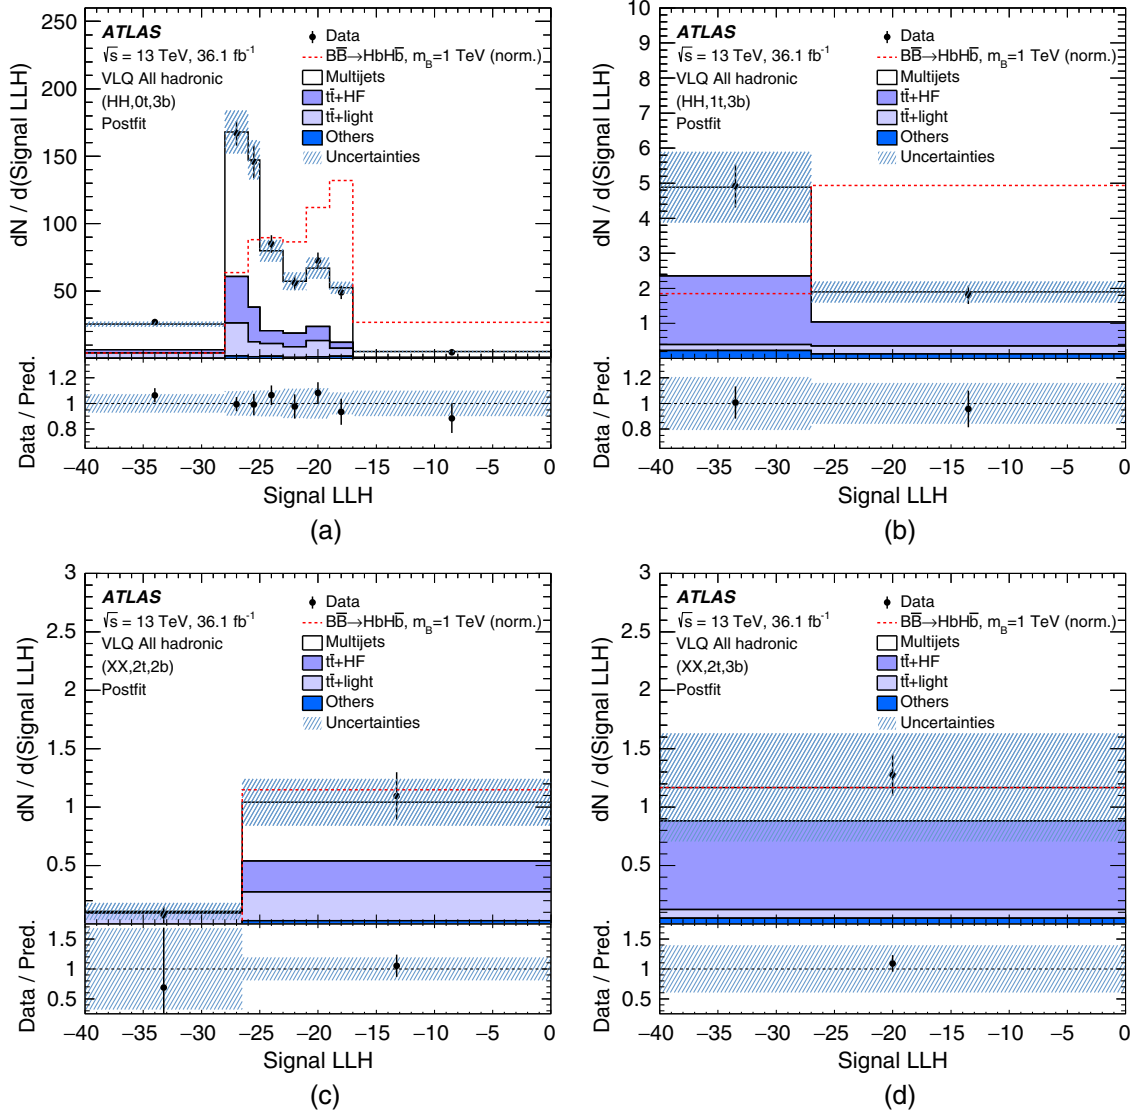 ATLAS
√s = 13 TeV, 36.1 fb⁻¹
VLQ All hadronic
(HH,0t,3b)
Postfit
Data
BB̅→HbHb̅, m_B=1 TeV (norm.)
Multijets
tt̅+HF
tt̅+light
Others
Uncertainties
dN / d(Signal LLH)
250
200
150
100
50
Data / Pred.
1.2
1
0.8
−40 −35 −30 −25 −20 −15 −10 −5 0
Signal LLH
(a)
ATLAS
√s = 13 TeV, 36.1 fb⁻¹
VLQ All hadronic
(HH,1t,3b)
Postfit
Data
BB̅→HbHb̅, m_B=1 TeV (norm.)
Multijets
tt̅+HF
tt̅+light
Others
Uncertainties
dN / d(Signal LLH)
10
9
8
7
6
5
4
3
2
1
Data / Pred.
1.2
1
0.8
−40 −35 −30 −25 −20 −15 −10 −5 0
Signal LLH
(b)
ATLAS
√s = 13 TeV, 36.1 fb⁻¹
VLQ All hadronic
(XX,2t,2b)
Postfit
Data
BB̅→HbHb̅, m_B=1 TeV (norm.)
Multijets
tt̅+HF
tt̅+light
Others
Uncertainties
dN / d(Signal LLH)
3
2.5
2
1.5
1
0.5
Data / Pred.
1.5
1
0.5
−40 −35 −30 −25 −20 −15 −10 −5 0
Signal LLH
(c)
ATLAS
√s = 13 TeV, 36.1 fb⁻¹
VLQ All hadronic
(XX,2t,3b)
Postfit
Data
BB̅→HbHb̅, m_B=1 TeV (norm.)
Multijets
tt̅+HF
tt̅+light
Others
Uncertainties
dN / d(Signal LLH)
3
2.5
2
1.5
1
0.5
Data / Pred.
1.5
1
0.5
−40 −35 −30 −25 −20 −15 −10 −5 0
Signal LLH
(d)